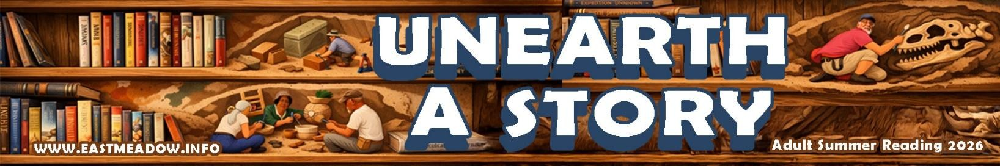 UNEARTH
A STORY
WWW.EASTMEADOW.INFO
Adult Summer Reading 2026